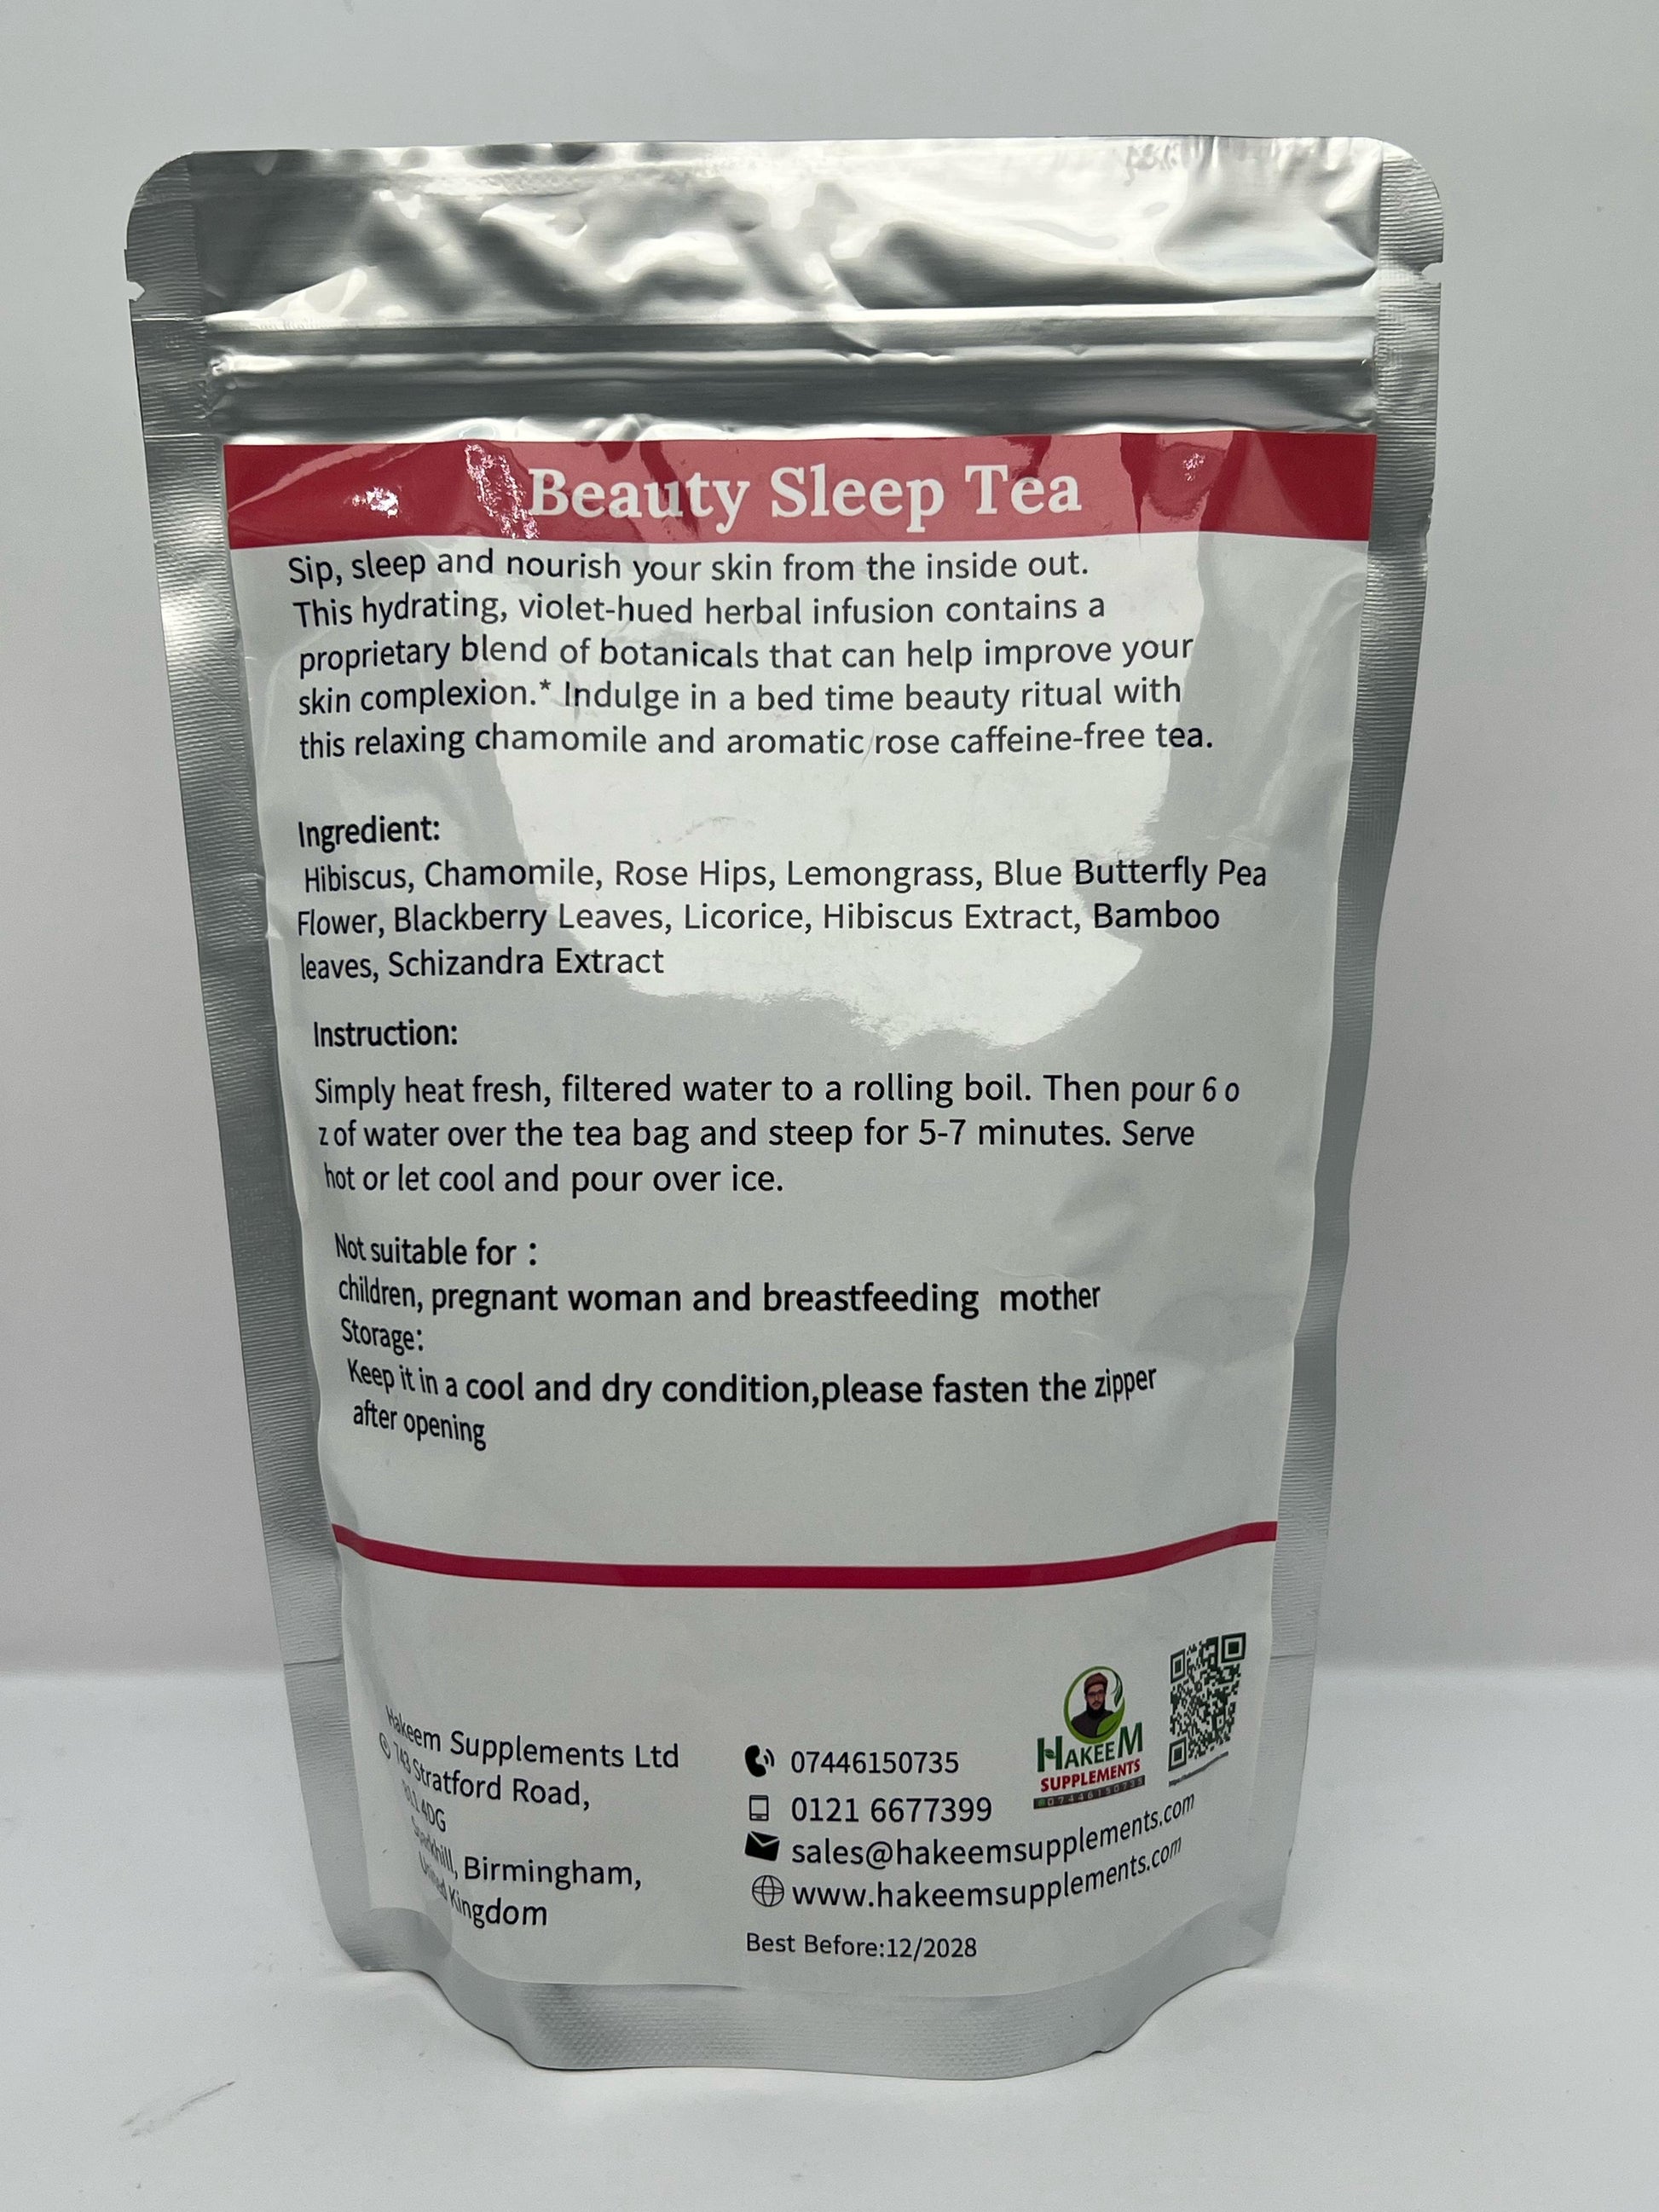 Beauty Sleep Tea
Sip, sleep and nourish your skin from the inside out.
This hydrating, violet-hued herbal infusion contains a
proprietary blend of botanicals that can help improve your
skin complexion.* Indulge in a bed time beauty ritual with
this relaxing chamomile and aromatic rose caffeine-free tea.
Ingredient:
Hibiscus, Chamomile, Rose Hips, Lemongrass, Blue Butterfly Pea
Flower, Blackberry Leaves, Licorice, Hibiscus Extract, Bamboo
leaves, Schizandra Extract
Instruction:
Simply heat fresh, filtered water to a rolling boil. Then pour 6 o
z of water over the tea bag and steep for 5-7 minutes. Serve
hot or let cool and pour over ice.
Not suitable for :
children, pregnant woman and breastfeeding mother
Storage:
Keep it in a cool and dry condition,please fasten the zipper
after opening
Hakeem Supplements Ltd
743 Stratford Road,
B11 4DG
Sparkhill, Birmingham,
United Kingdom
07446150735
0121 6677399
sales@hakeemsupplements.com
www.hakeemsupplements.com
Best Before:12/2028
HAKEEM
SUPPLEMENTS
07446150735